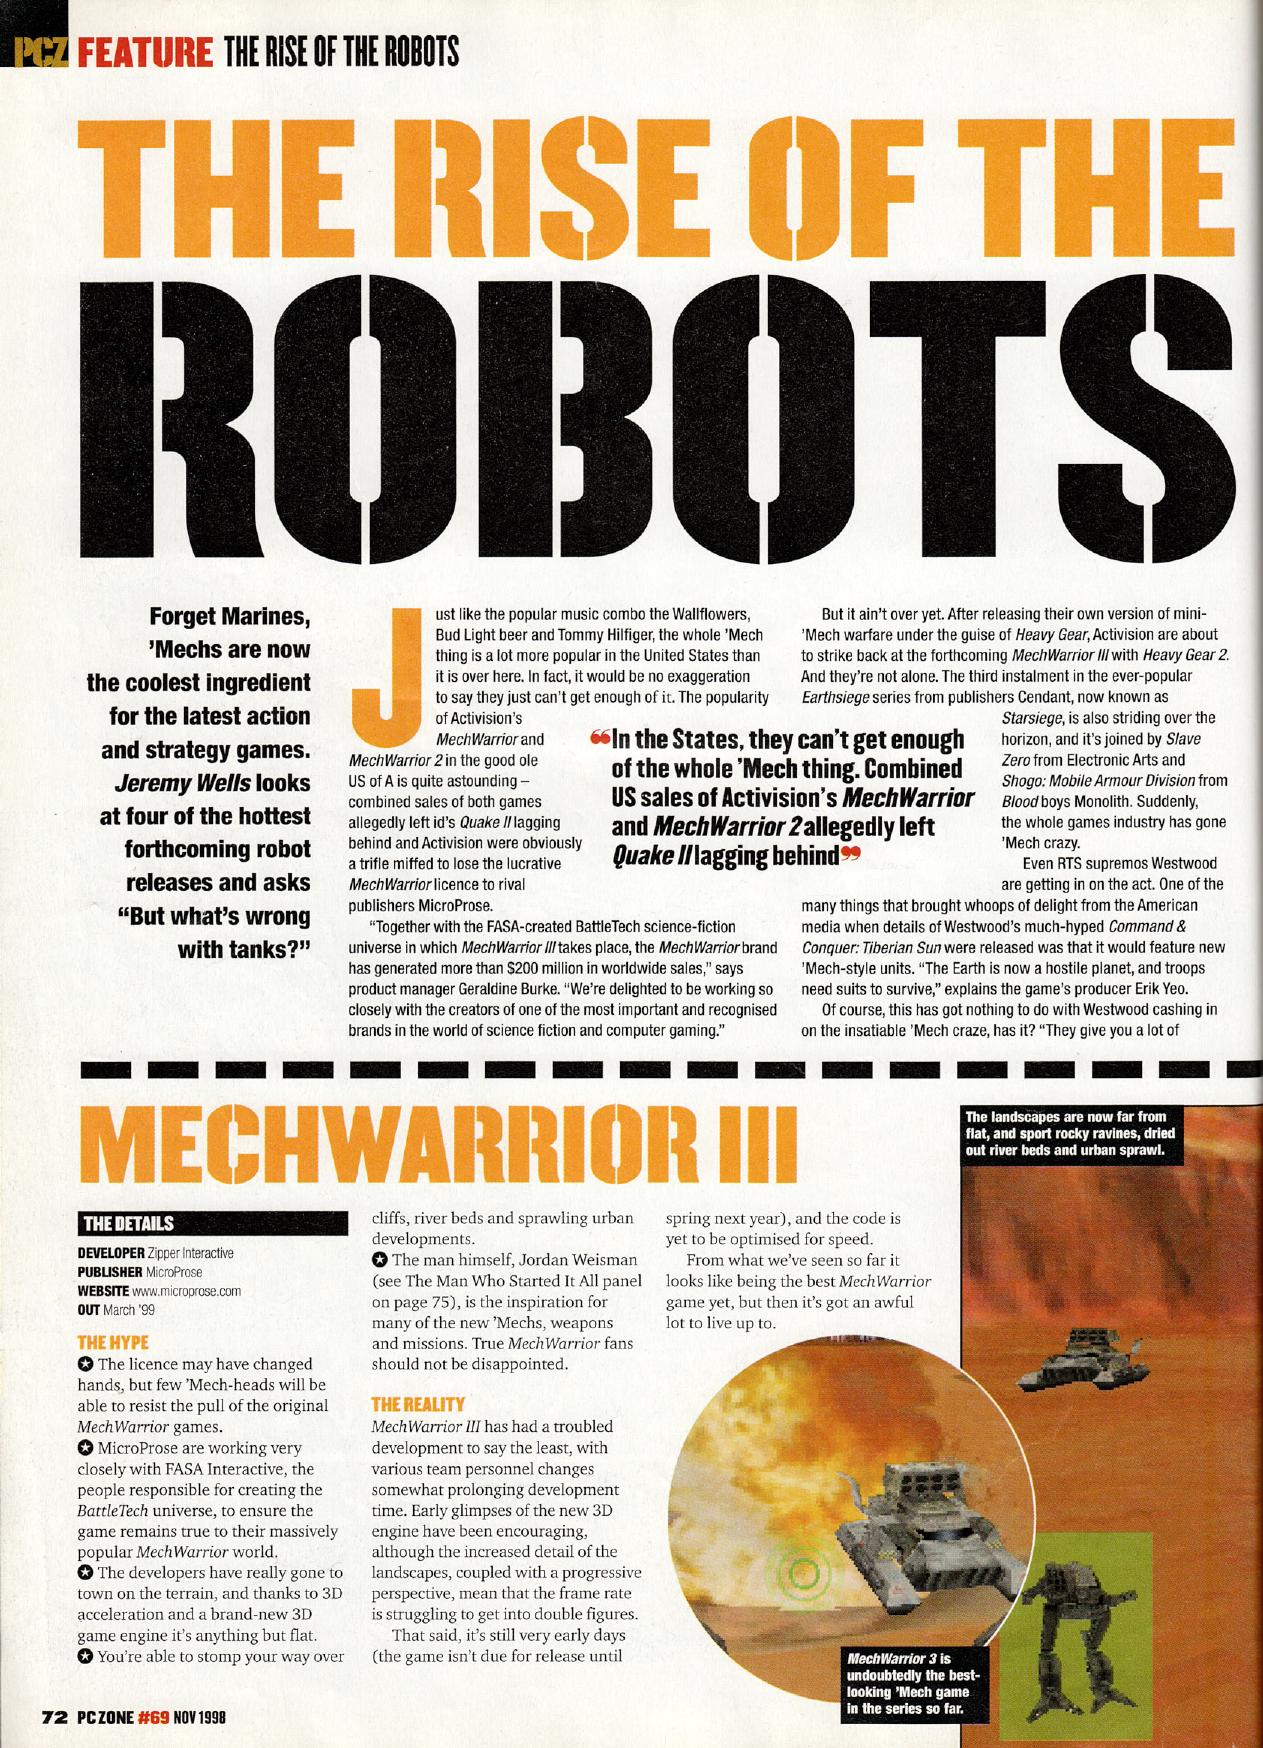 PCZ FEATURE THE RISE OF THE ROBOTS
THE RISE OF THE
ROBOTS
Forget Marines,
'Mechs are now
the coolest ingredient
for the latest action
and strategy games.
Jeremy Wells looks
at four of the hottest
forthcoming robot
releases and asks
“But what's wrong
with tanks?”
Just like the popular music combo the Wallflowers,
Bud Light beer and Tommy Hilfiger, the whole 'Mech
thing is a lot more popular in the United States than
it is over here. In fact, it would be no exaggeration
to say they just can't get enough of it. The popularity
of Activision's
MechWarrior and
MechWarrior 2 in the good ole
US of A is quite astounding –
combined sales of both games
allegedly left id's Quake II lagging
behind and Activision were obviously
a trifle miffed to lose the lucrative
MechWarrior licence to rival
publishers MicroProse.
“Together with the FASA-created BattleTech science-fiction
universe in which MechWarrior III takes place, the MechWarrior brand
has generated more than $200 million in worldwide sales,” says
product manager Geraldine Burke. “We're delighted to be working so
closely with the creators of one of the most important and recognised
brands in the world of science fiction and computer gaming.”
“In the States, they can't get enough
of the whole 'Mech thing. Combined
US sales of Activision's MechWarrior
and MechWarrior 2 allegedly left
Quake II lagging behind”
But it ain't over yet. After releasing their own version of mini-
'Mech warfare under the guise of Heavy Gear, Activision are about
to strike back at the forthcoming MechWarrior III with Heavy Gear 2.
And they're not alone. The third instalment in the ever-popular
Earthsiege series from publishers Cendant, now known as
Starsiege, is also striding over the
horizon, and it's joined by Slave
Zero from Electronic Arts and
Shogo: Mobile Armour Division from
Blood boys Monolith. Suddenly,
the whole games industry has gone
'Mech crazy.
Even RTS supremos Westwood
are getting in on the act. One of the
many things that brought whoops of delight from the American
media when details of Westwood's much-hyped Command &
Conquer: Tiberian Sun were released was that it would feature new
'Mech-style units. “The Earth is now a hostile planet, and troops
need suits to survive,” explains the game's producer Erik Yeo.
Of course, this has got nothing to do with Westwood cashing in
on the insatiable 'Mech craze, has it? “They give you a lot of
MECHWARRIOR III
THE DETAILS
DEVELOPER Zipper Interactive
PUBLISHER MicroProse
WEBSITE www.microprose.com
OUT March '99
THE HYPE
✪ The licence may have changed
hands, but few 'Mech-heads will be
able to resist the pull of the original
MechWarrior games.
✪ MicroProse are working very
closely with FASA Interactive, the
people responsible for creating the
BattleTech universe, to ensure the
game remains true to their massively
popular MechWarrior world.
✪ The developers have really gone to
town on the terrain, and thanks to 3D
acceleration and a brand-new 3D
game engine it's anything but flat.
✪ You're able to stomp your way over
cliffs, river beds and sprawling urban
developments.
✪ The man himself, Jordan Weisman
(see The Man Who Started It All panel
on page 75), is the inspiration for
many of the new 'Mechs, weapons
and missions. True MechWarrior fans
should not be disappointed.
THE REALITY
MechWarrior III has had a troubled
development to say the least, with
various team personnel changes
somewhat prolonging development
time. Early glimpses of the new 3D
engine have been encouraging,
although the increased detail of the
landscapes, coupled with a progressive
perspective, mean that the frame rate
is struggling to get into double figures.
That said, it's still very early days
(the game isn't due for release until
spring next year), and the code is
yet to be optimised for speed.
From what we've seen so far it
looks like being the best MechWarrior
game yet, but then it's got an awful
lot to live up to.
The landscapes are now far from
flat, and sport rocky ravines, dried
out river beds and urban sprawl.
MechWarrior 3 is
undoubtedly the best-
looking 'Mech game
in the series so far.
72 PC ZONE #69 NOV 1998